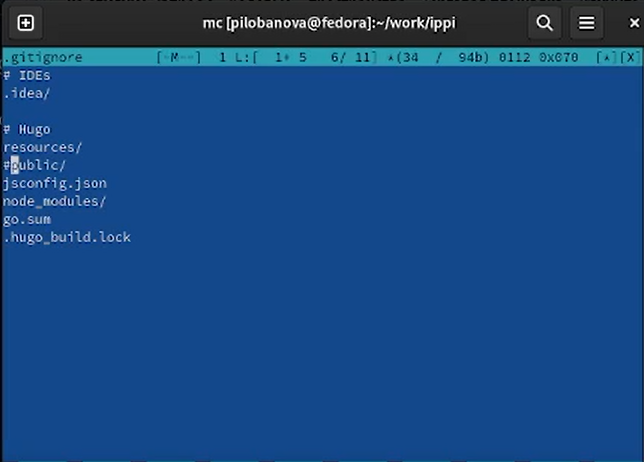 mc [pilobanova@fedora]:~/work/ippi
.gitignore [-M--] 1 L:[ 1+ 5 6/ 11] *(34 / 94b) 0112 0x070 [*][X]
# IDEs
.idea/
# Hugo
resources/
#public/
jsconfig.json
node_modules/
go.sum
.hugo_build.lock